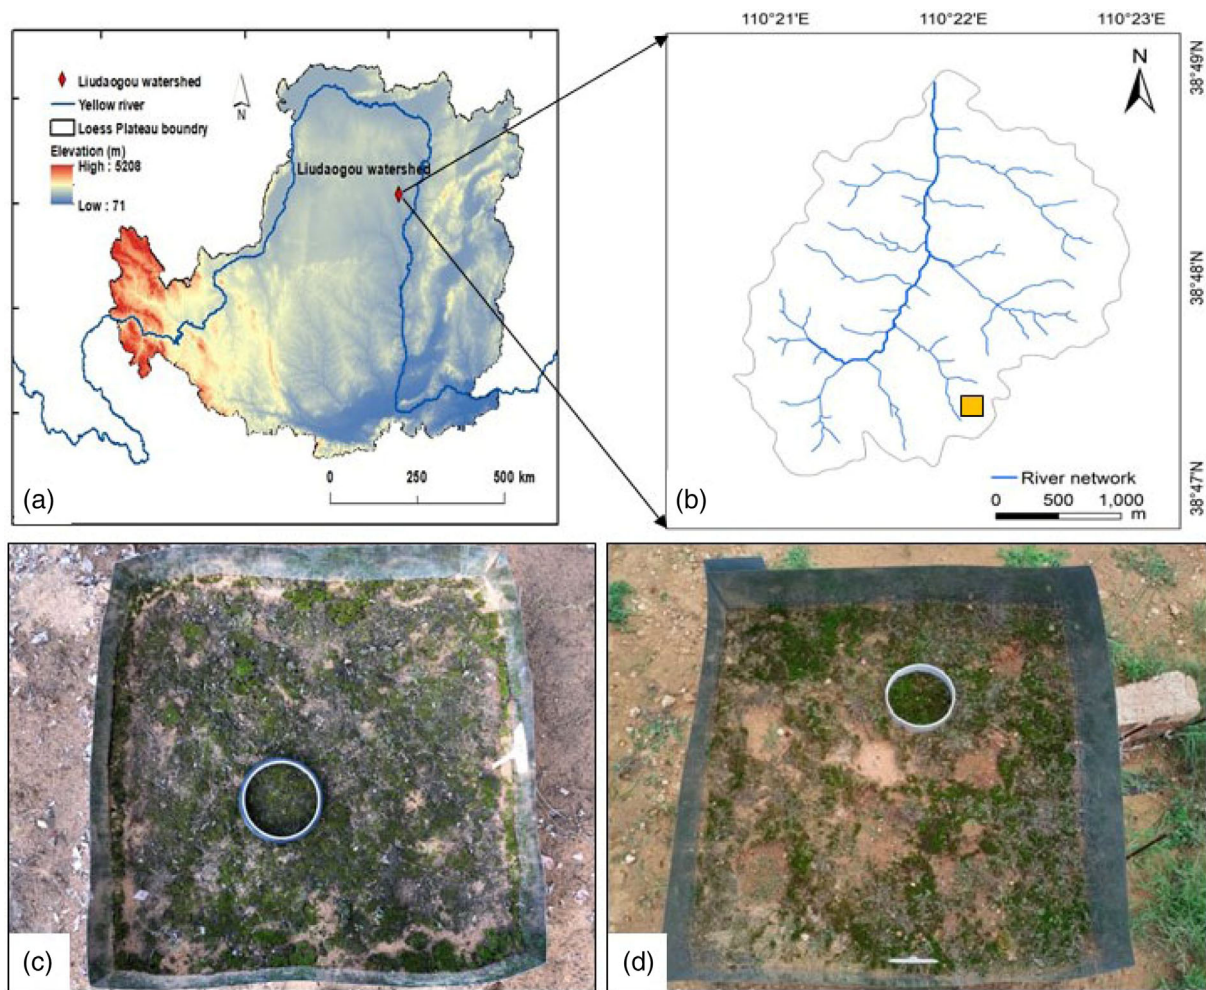 Liudaogou watershed
Yellow river
Loess Plateau boundry
Elevation (m)
High : 5208
Low : 71
N
Liudaogou watershed
0 250 500 km
(a)
110°21'E 110°22'E 110°23'E
N
38°49'N
38°48'N
38°47'N
River network
0 500 1,000
m
(b)
(c)
(d)